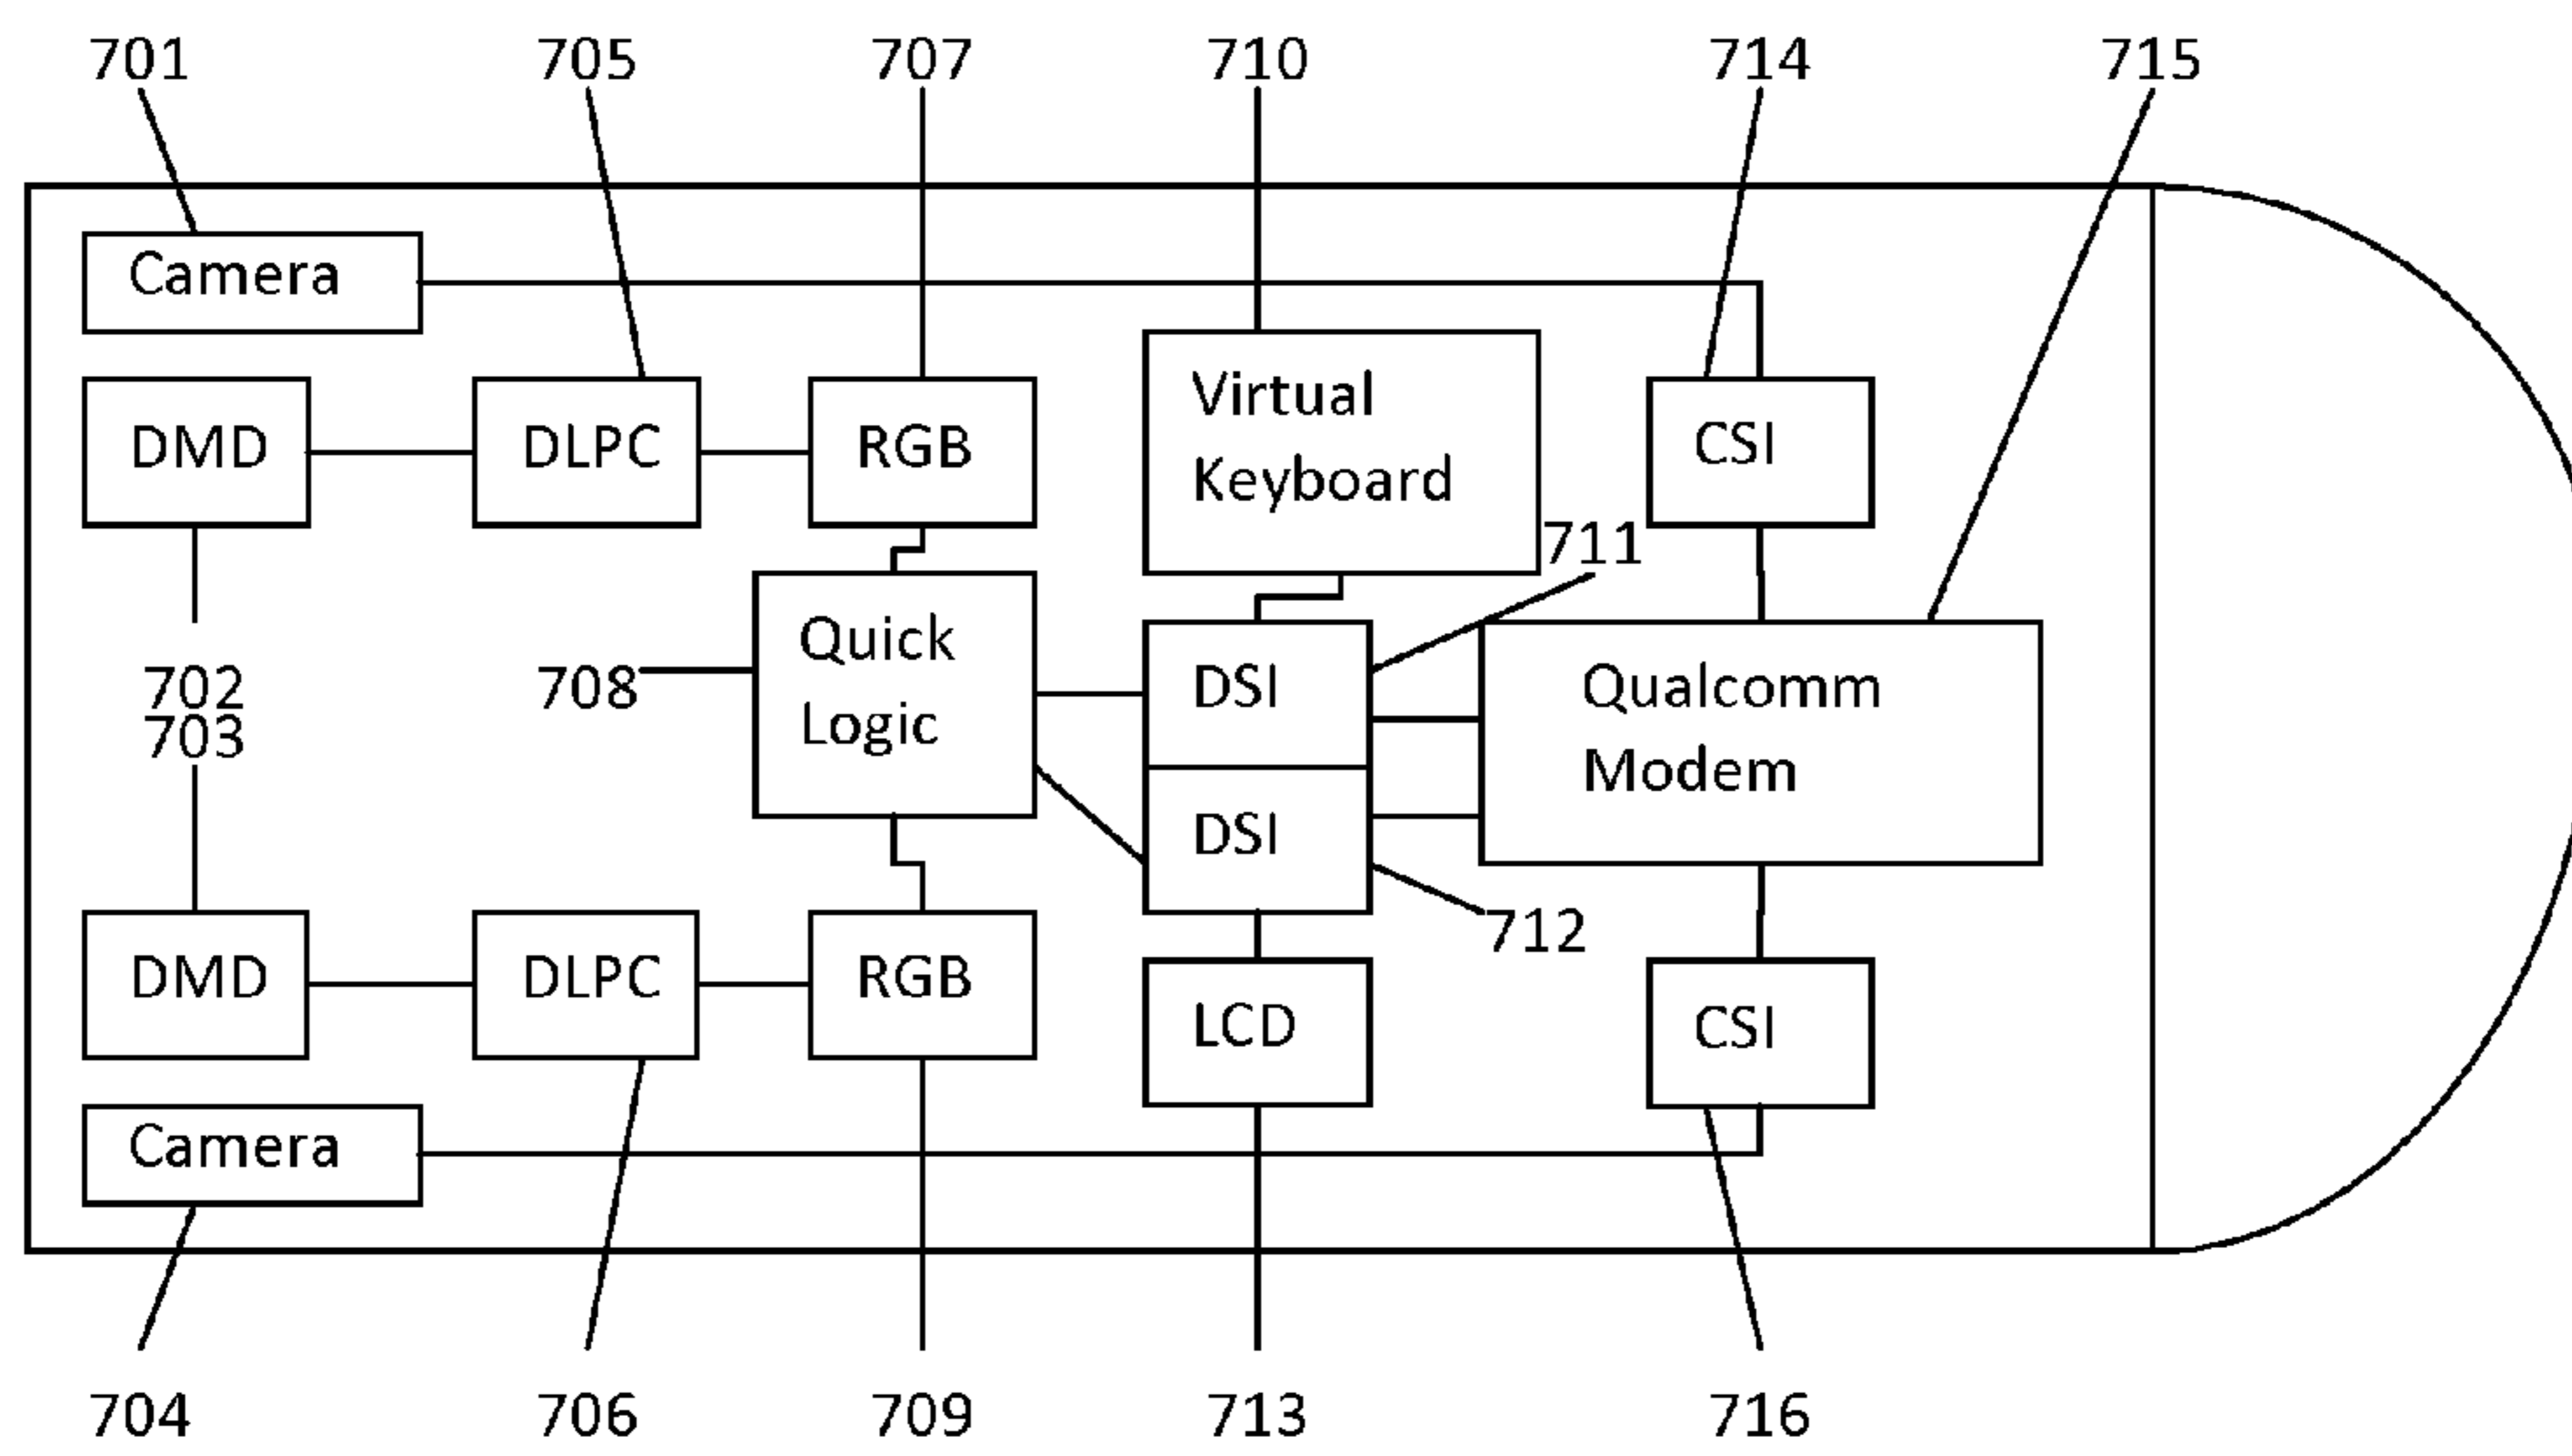 701
705
707
710
714
715
Camera
DMD
DLPC
RGB
Virtual
Keyboard
CSI
711
702
703
708
Quick
Logic
DSI
DSI
Qualcomm
Modem
712
DMD
DLPC
RGB
LCD
CSI
Camera
704
706
709
713
716